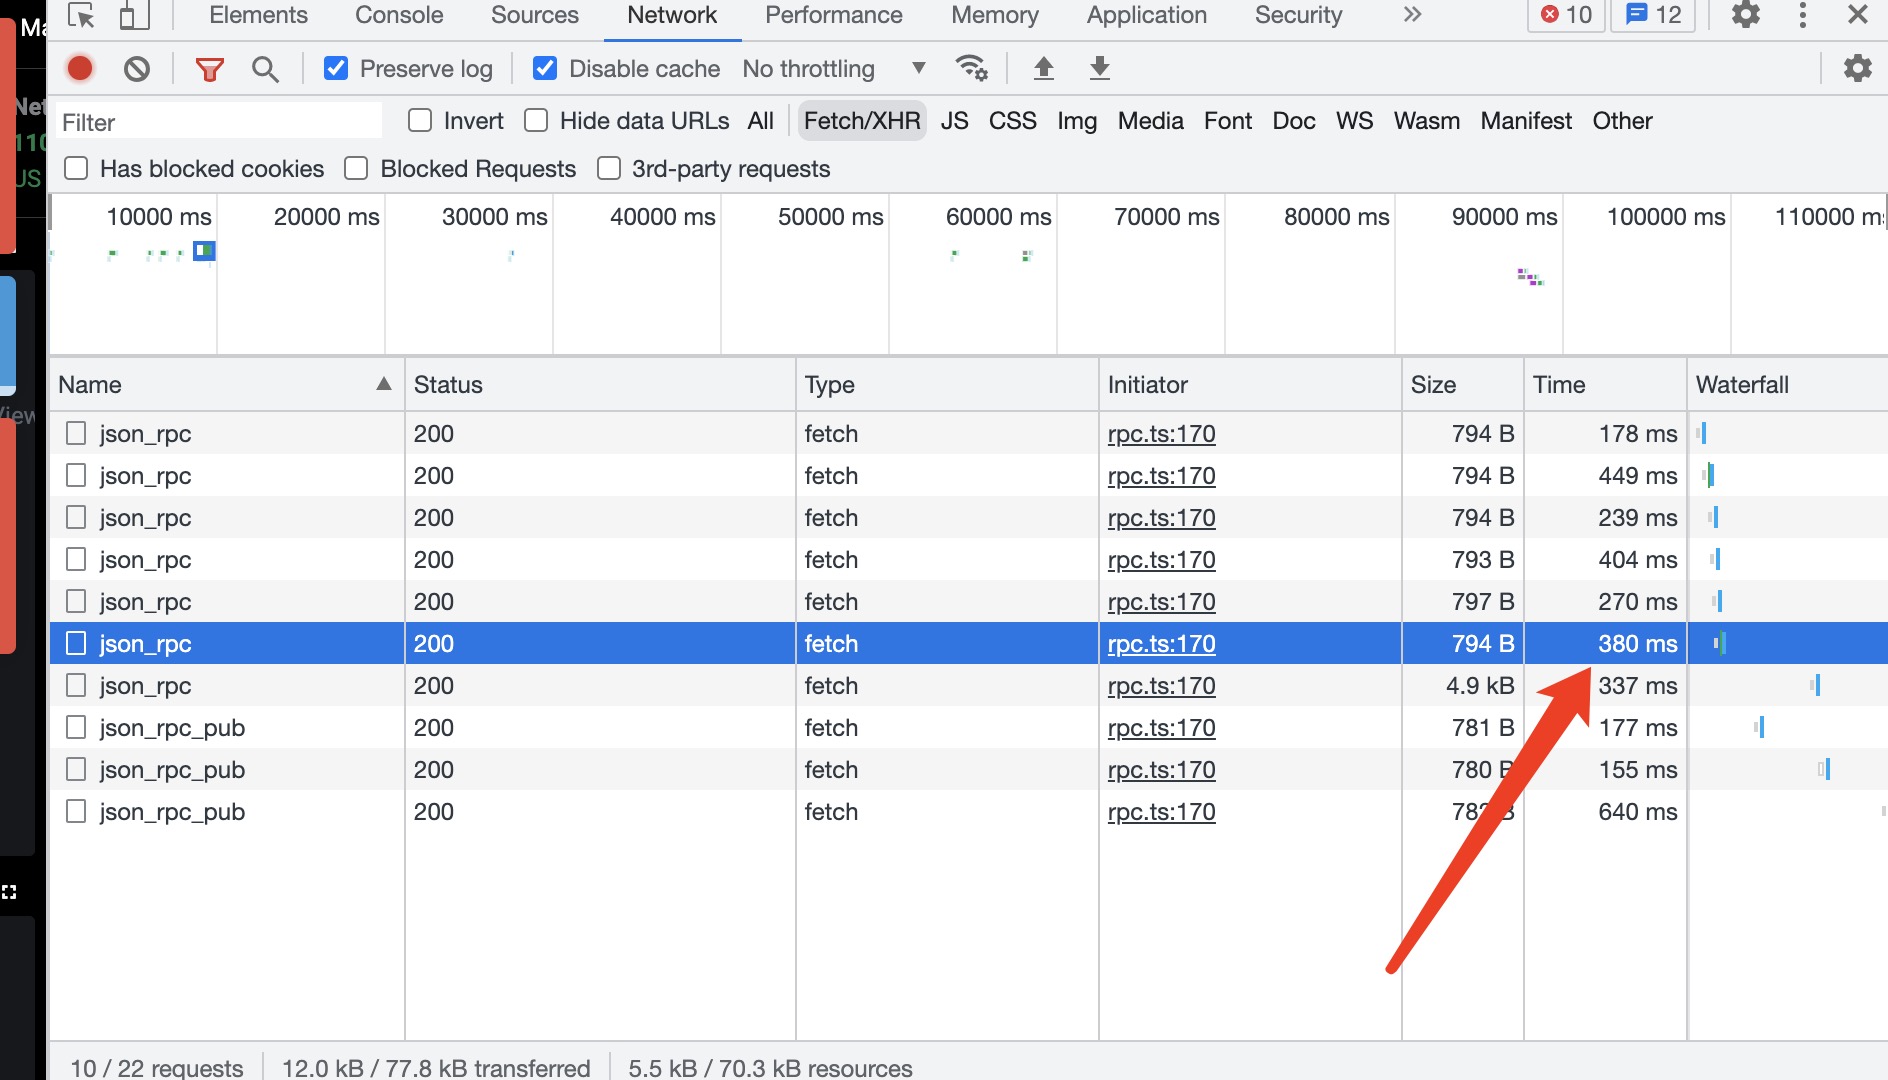 Ma
Elements Console Sources Network Performance Memory Application Security 10 12
Preserve log Disable cache No throttling
Net
Filter Invert Hide data URLs All Fetch/XHR JS CSS Img Media Font Doc WS Wasm Manifest Other
110
US
Has blocked cookies Blocked Requests 3rd-party requests
10000 ms 20000 ms 30000 ms 40000 ms 50000 ms 60000 ms 70000 ms 80000 ms 90000 ms 100000 ms 110000 m
Name Status Type Initiator Size Time Waterfall
View
json_rpc 200 fetch rpc.ts:170 794 B 178 ms
json_rpc 200 fetch rpc.ts:170 794 B 449 ms
json_rpc 200 fetch rpc.ts:170 794 B 239 ms
json_rpc 200 fetch rpc.ts:170 793 B 404 ms
json_rpc 200 fetch rpc.ts:170 797 B 270 ms
json_rpc 200 fetch rpc.ts:170 794 B 380 ms
json_rpc 200 fetch rpc.ts:170 4.9 kB 337 ms
json_rpc_pub 200 fetch rpc.ts:170 781 B 177 ms
json_rpc_pub 200 fetch rpc.ts:170 780 B 155 ms
json_rpc_pub 200 fetch rpc.ts:170 B 640 ms
10 / 22 requests 12.0 kB / 77.8 kB transferred 5.5 kB / 70.3 kB resources